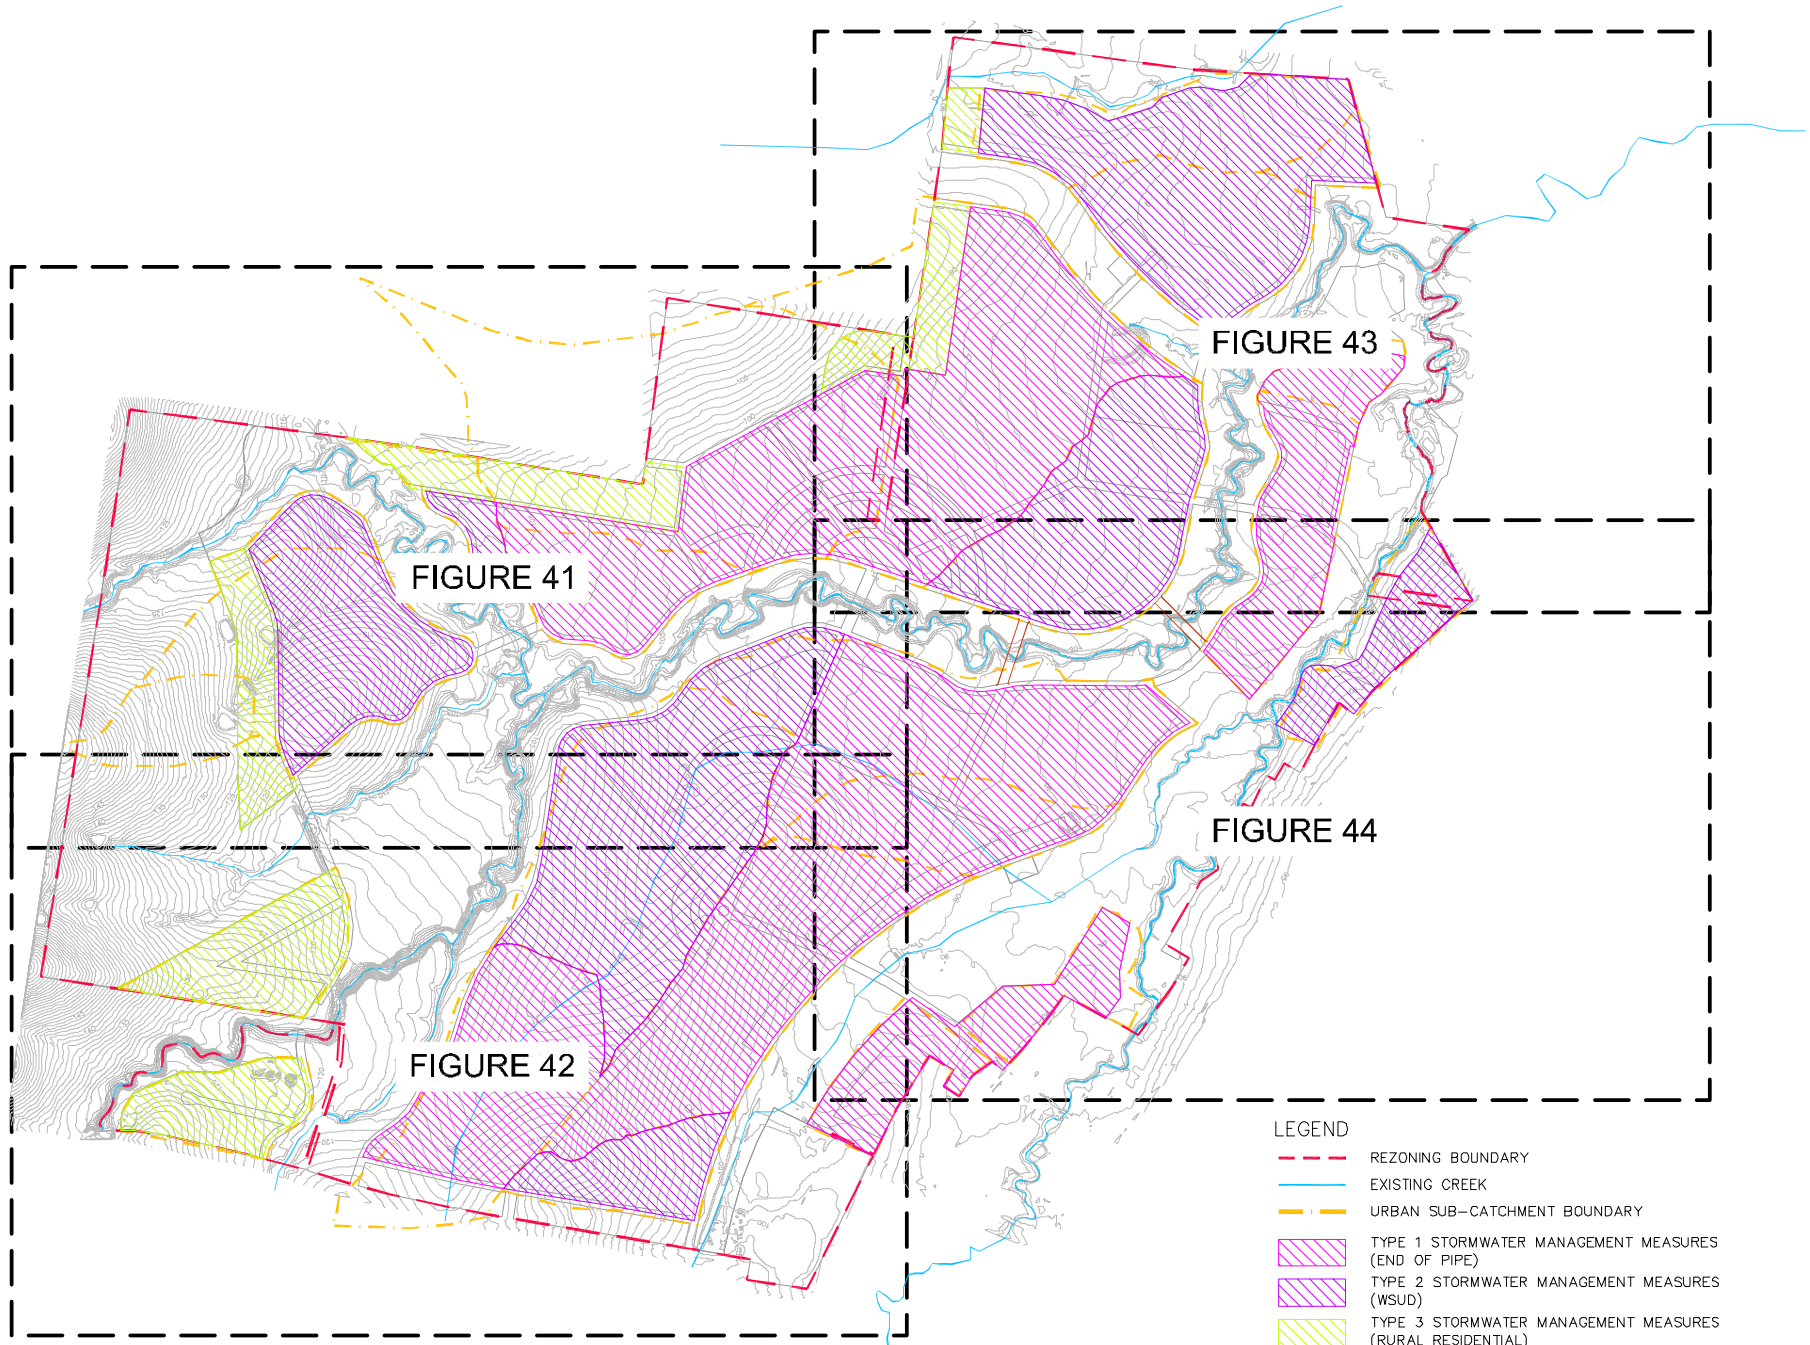 FIGURE 43
FIGURE 41
FIGURE 44
FIGURE 42
LEGEND
REZONING BOUNDARY
EXISTING CREEK
URBAN SUB-CATCHMENT BOUNDARY
TYPE 1 STORMWATER MANAGEMENT MEASURES
(END OF PIPE)
TYPE 2 STORMWATER MANAGEMENT MEASURES
(WSUD)
TYPE 3 STORMWATER MANAGEMENT MEASURES
(RURAL RESIDENTIAL)